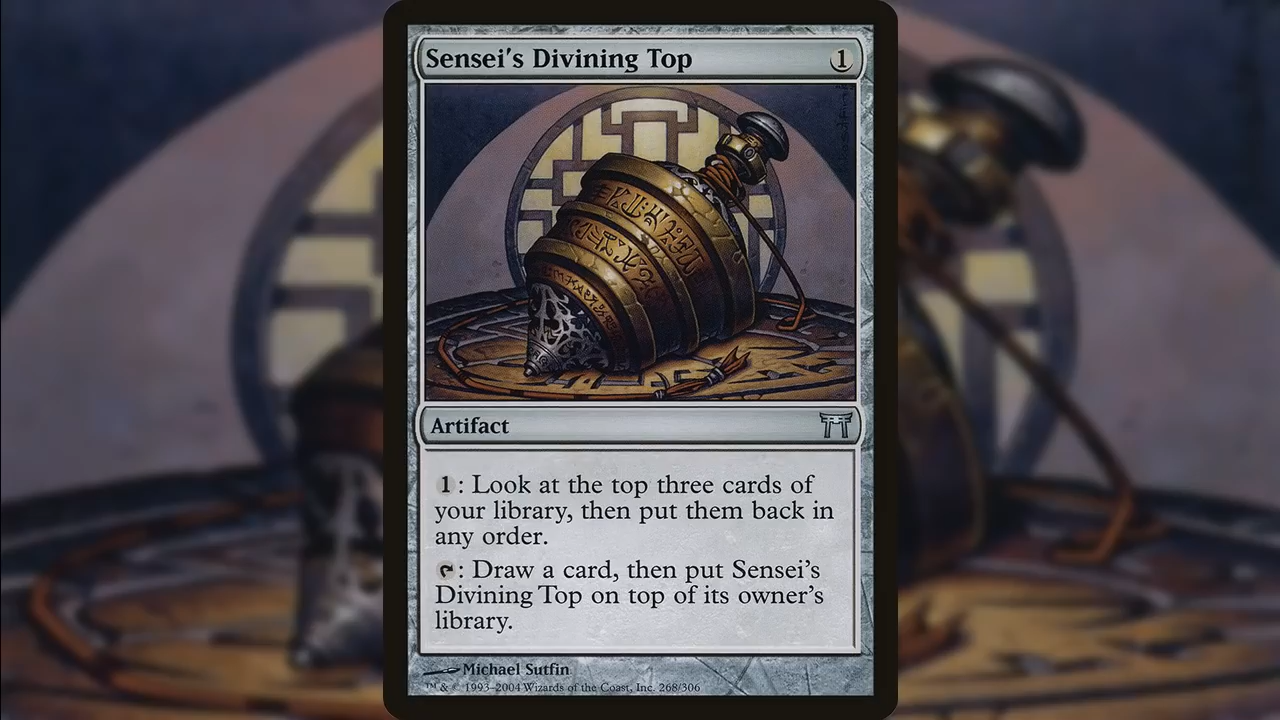 Sensei's Divining Top 1
Artifact
1: Look at the top three cards of
your library, then put them back in
any order.
: Draw a card, then put Sensei's
Divining Top on top of its owner's
library.
Michael Sutfin
™ & © 1993–2004 Wizards of the Coast, Inc. 268/306